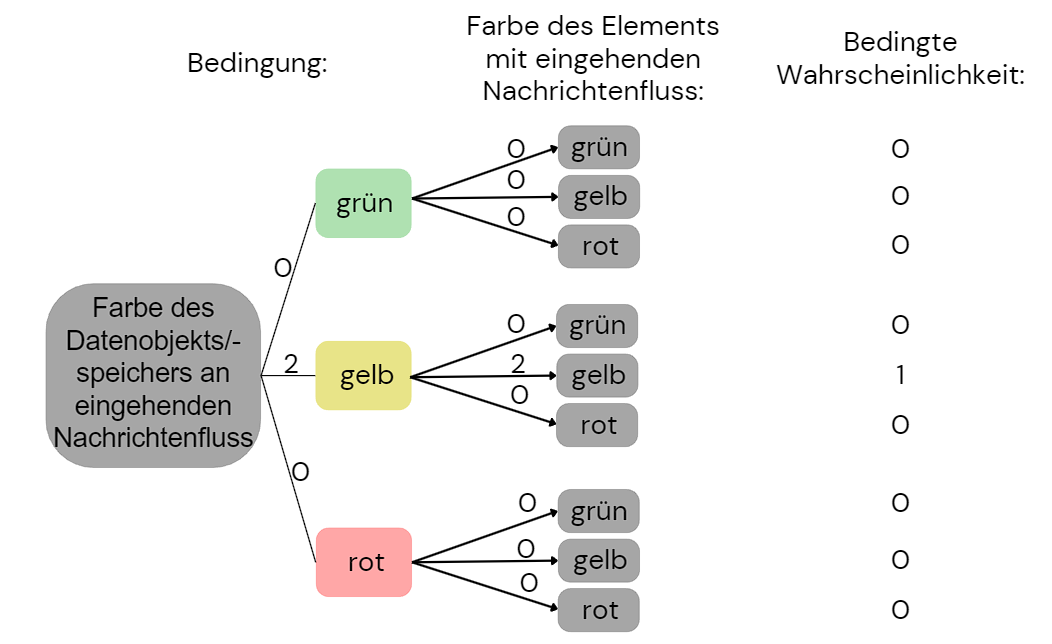 Bedingung:
Farbe des Elements
mit eingehenden
Nachrichtenfluss:
Bedingte
Wahrscheinlichkeit:
Farbe des
Datenobjekts/-
speichers an
eingehenden
Nachrichtenfluss
0
2
0
grün
0
grün
0
0
gelb
0
0
rot
0
gelb
0
grün
0
2
gelb
1
0
rot
0
rot
0
grün
0
0
gelb
0
0
rot
0